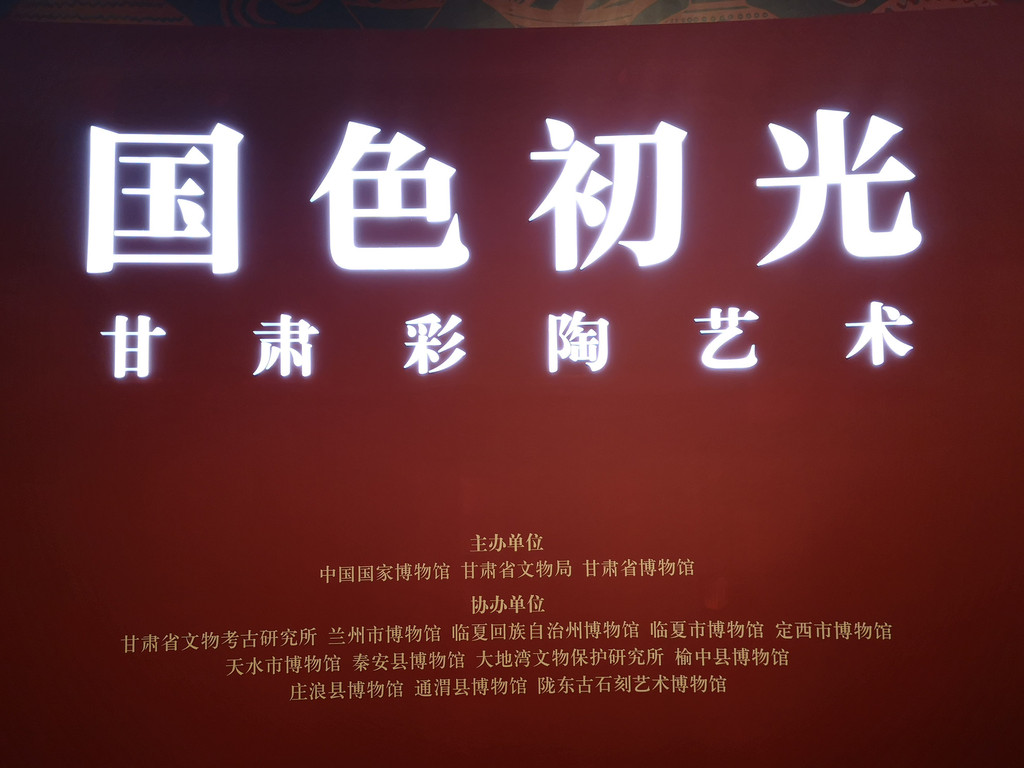 国色初光
甘肃彩陶艺术
主办单位
中国国家博物馆 甘肃省文物局 甘肃省博物馆
协办单位
甘肃省文物考古研究所 兰州市博物馆 临夏回族自治州博物馆 临夏市博物馆 定西市博物馆
天水市博物馆 秦安县博物馆 大地湾文物保护研究所 榆中县博物馆
庄浪县博物馆 通渭县博物馆 陇东古石刻艺术博物馆